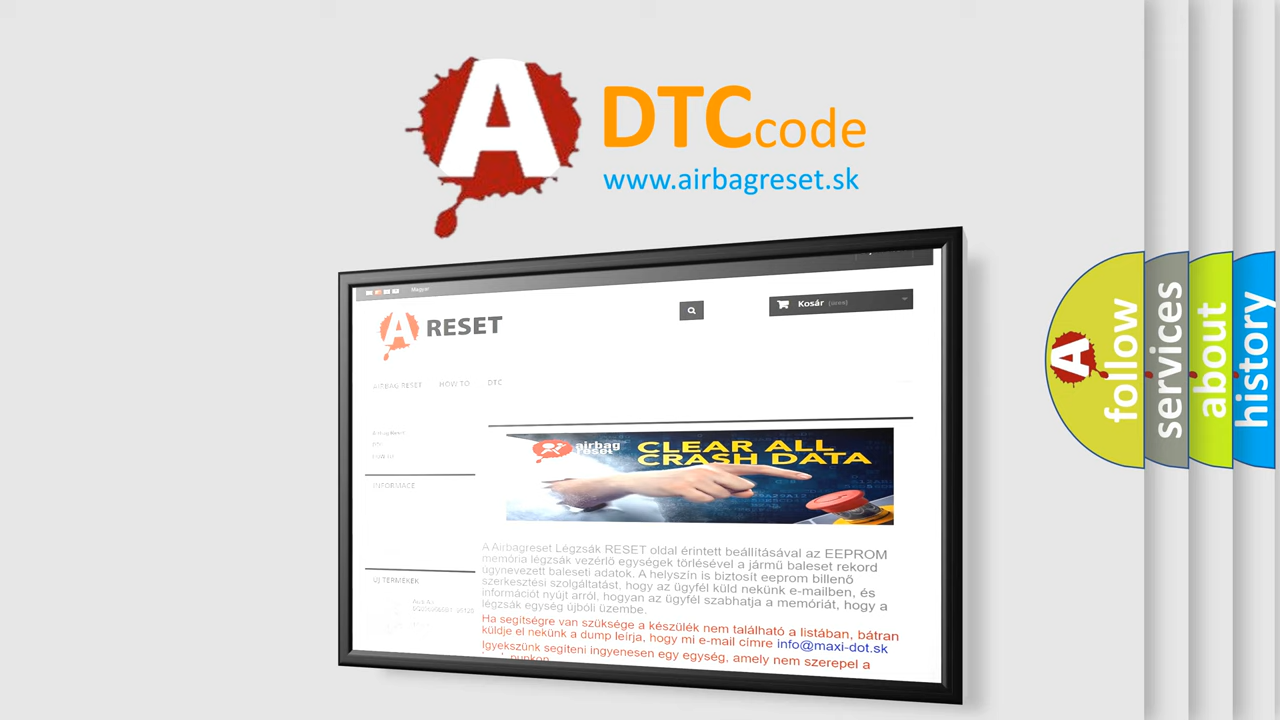 A
DTCcode
www.airbagreset.sk
Magyar
A RESET
Kosár (üres)
AIRBAG RESET HOW TO DTC
INFORMACE
airbag
reset
CLEAR ALL
CRASH DATA
A Airbagreset Légzsák RESET oldal érintett beállításával az EEPROM
memória légzsák vezérlő egységek törlésével a jármű baleset rekord
úgynevezett baleseti adatok. A helyszín is biztosít eeprom billenő
szerkesztési szolgáltatást, hogy az ügyfél küld nekünk e-mailben, és
információt nyújt arról, hogyan az ügyfél szabhatja a memóriát, hogy a
légzsák egység újbóli üzembe.
Ha segítségre van szüksége a készülék nem található a listában, bátran
küldje el nekünk a dump leírja, hogy mi e-mail címre info@maxi-dot.sk
Igyekszünk segíteni ingyenesen egy egység, amely nem szerepel a
ÚJ TERMÉKEK
A
follow
services
about
history